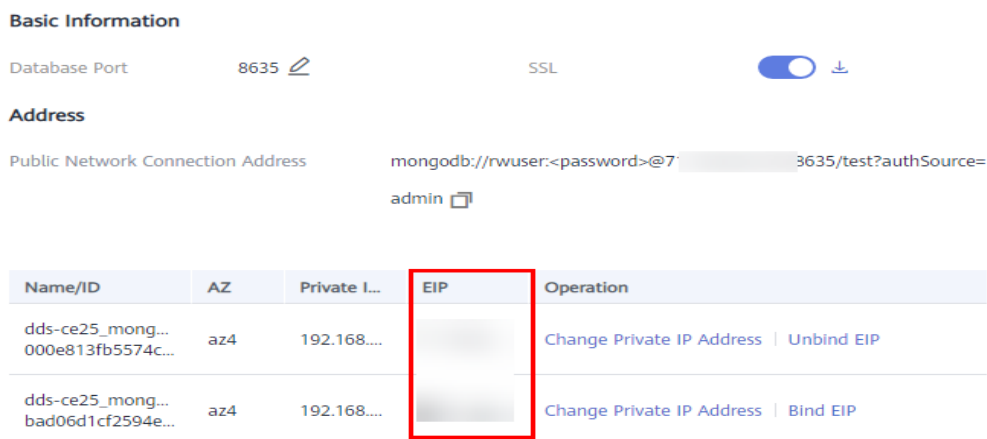 Basic Information
Database Port 8635 SSL
Address
Public Network Connection Address mongodb://rwuser:<password>@7 8635/test?authSource=
admin
Name/ID AZ Private I... EIP Operation
dds-ce25_mong...
000e813fb5574c...
az4 192.168.... Change Private IP Address Unbind EIP
dds-ce25_mong...
bad06d1cf2594e...
az4 192.168.... Change Private IP Address Bind EIP